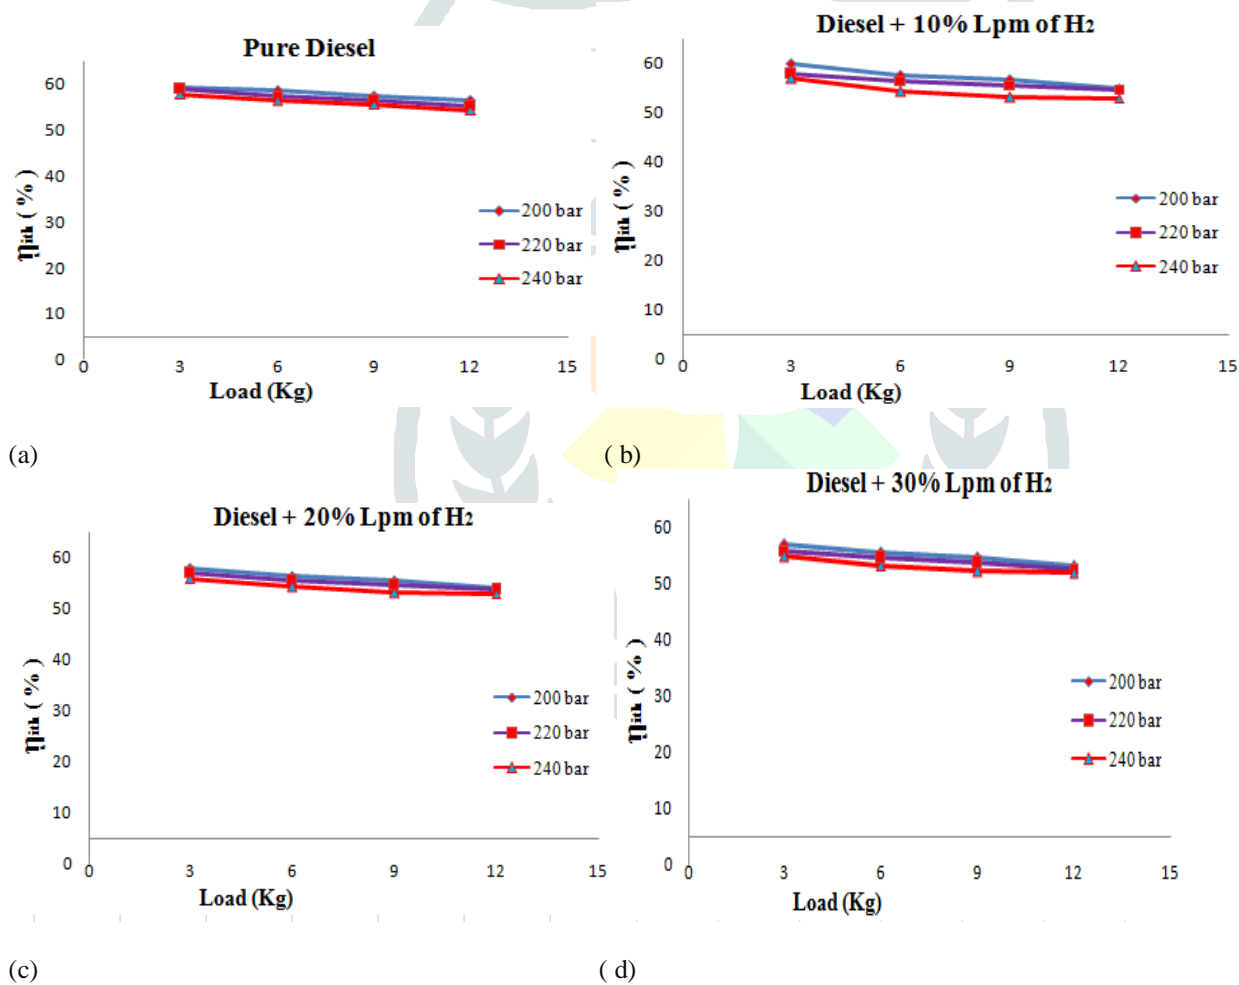 Pure Diesel
60
50
40
30
20
10
0
ηith ( % )
200 bar
220 bar
240 bar
0 3 6 9 12 15
Load (Kg)
(a)
Diesel + 10% Lpm of H2
60
50
40
30
20
10
0
ηith ( % )
200 bar
220 bar
240 bar
0 3 6 9 12 15
Load (Kg)
( b)
Diesel + 20% Lpm of H2
60
50
40
30
20
10
0
ηith ( % )
200 bar
220 bar
240 bar
0 3 6 9 12 15
Load (Kg)
(c)
Diesel + 30% Lpm of H2
60
50
40
30
20
10
0
ηith ( % )
200 bar
220 bar
240 bar
0 3 6 9 12 15
Load (Kg)
( d)